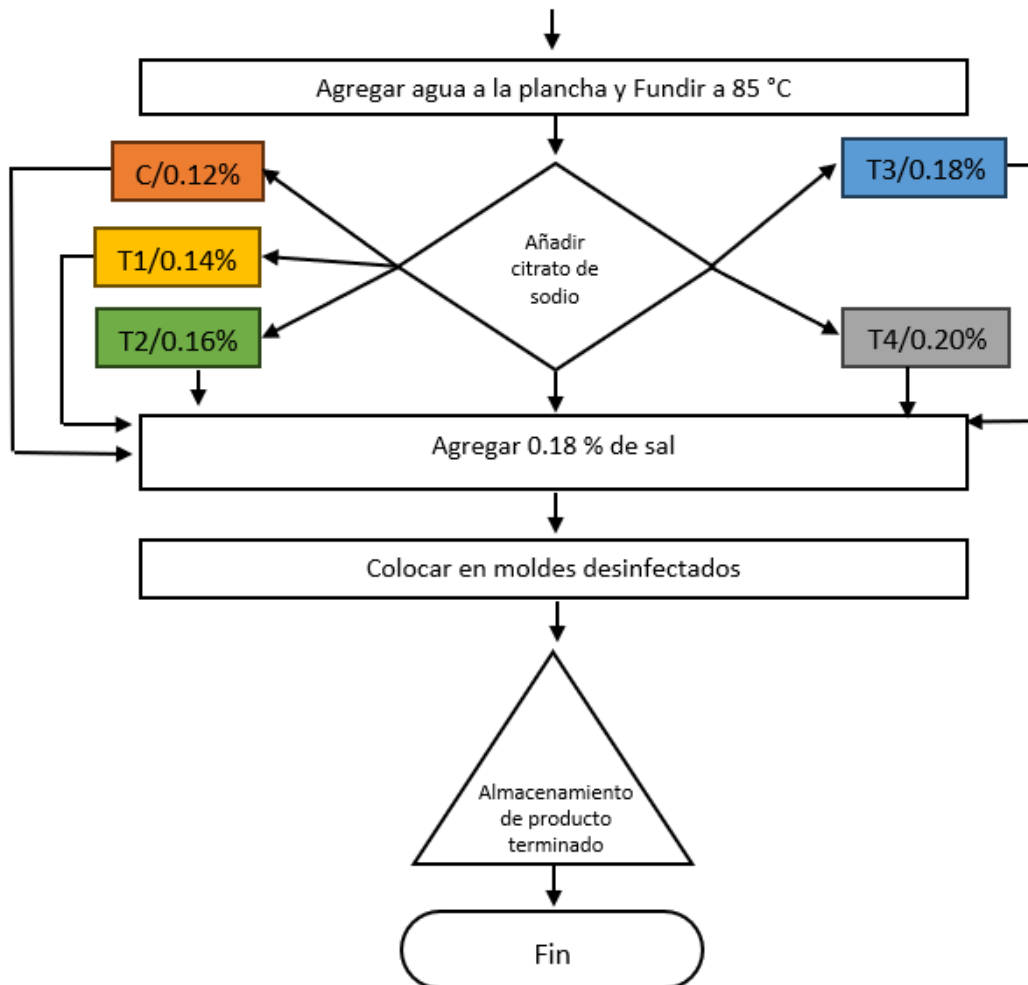 Agregar agua a la plancha y Fundir a 85 °C
C/0.12%
T3/0.18%
T1/0.14%
Añadir
citrato de
sodio
T2/0.16%
T4/0.20%
Agregar 0.18 % de sal
Colocar en moldes desinfectados
Almacenamiento
de producto
terminado
Fin